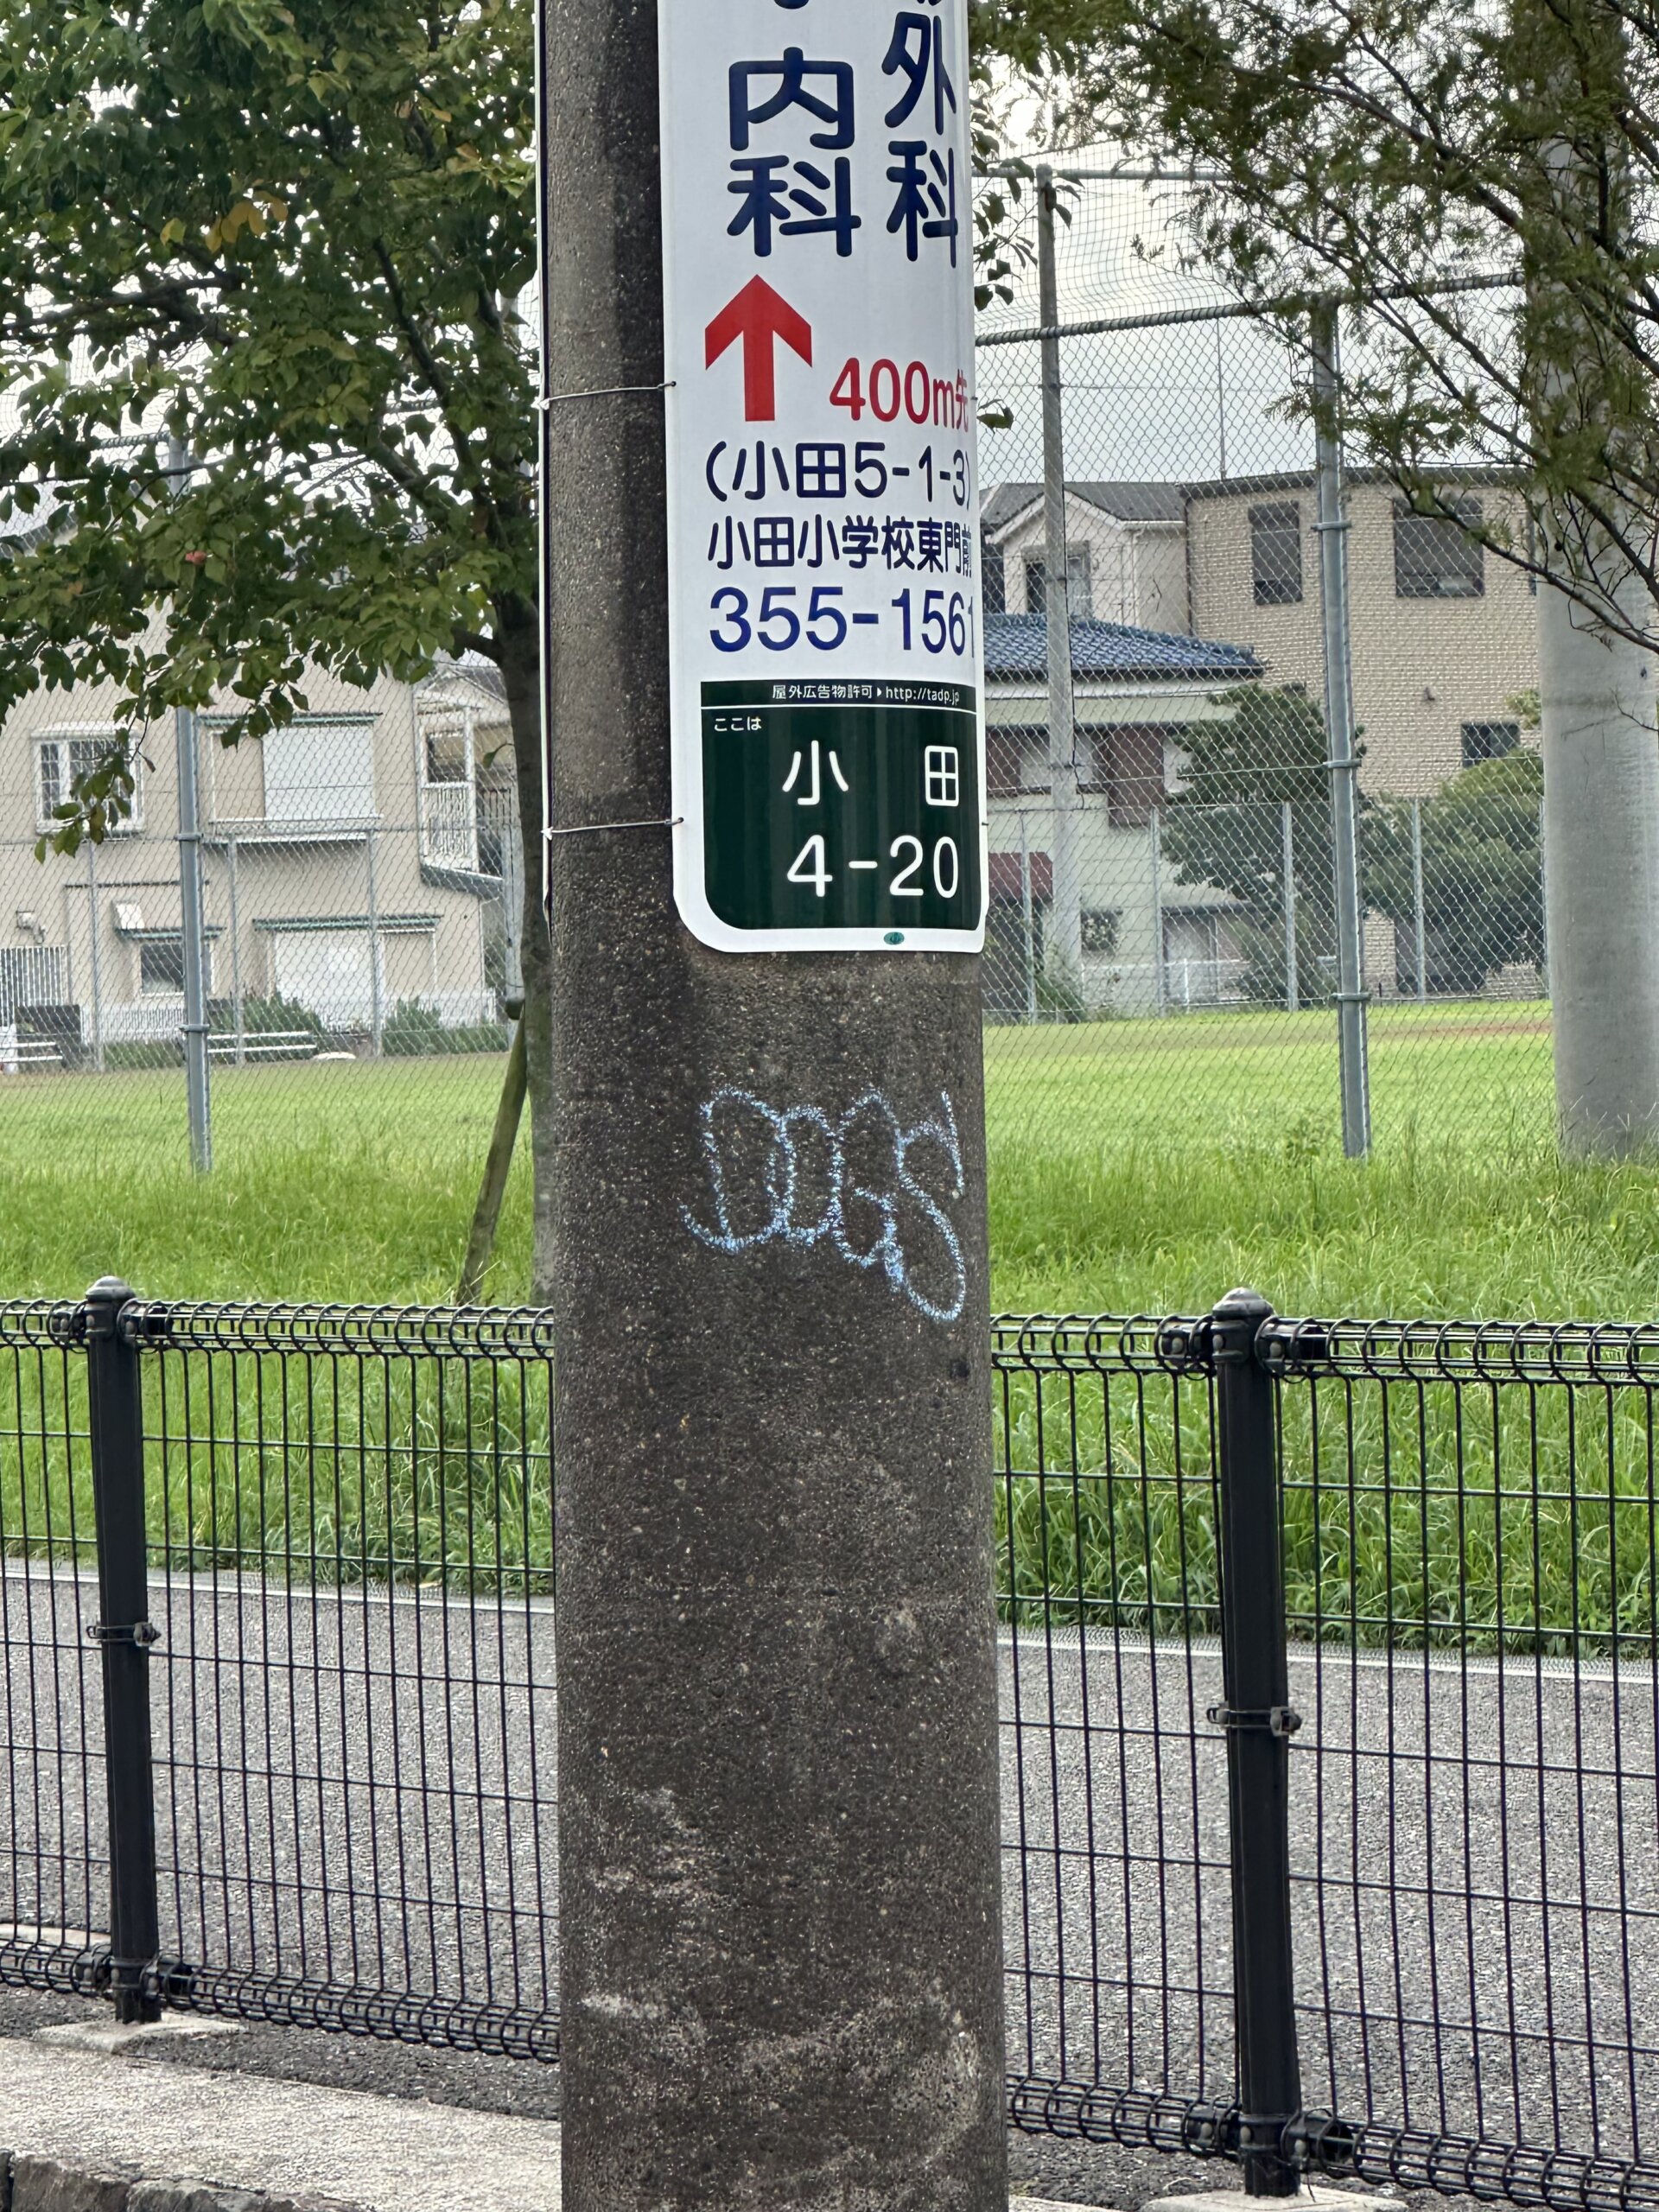 外科
内科
400m先
(小田5-1-3)
小田小学校東門前
355-1561
屋外広告物許可▶http://tadp.jp
ここは
小田
4-20
DOGS